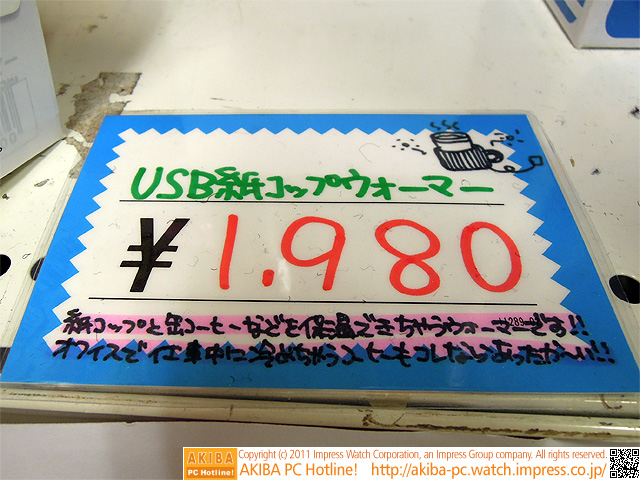 USB紙コップウォーマー
¥1.980
紙コップと缶コーヒーなどを保温できちゃうウォーマーです!!
オフィスで仕事中に冷めちゃうコーヒーもコレならあったか〜い!!
AKIBA PC Hotline!
Copyright (c) 2011 Impress Watch Corporation, an Impress Group company. All rights reserved.
AKIBA PC Hotline! http://akiba-pc.watch.impress.co.jp/